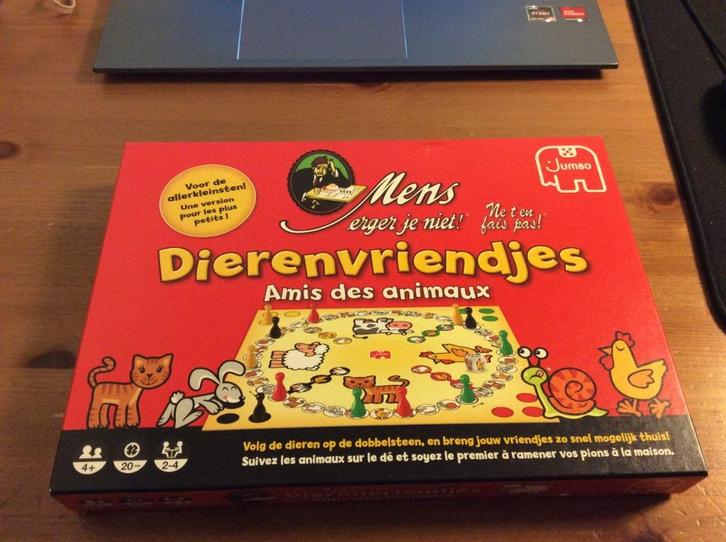 Voor de
allerkleinsten!
Une version
pour les plus
petits !
Mens
erger je niet!
Ne t'en
fais pas!
Jumbo
Dierenvriendjes
Amis des animaux
Volg de dieren op de dobbelsteen, en breng jouw vriendjes zo snel mogelijk thuis!
Suivez les animaux sur le dé et soyez le premier à ramener vos pions à la maison.
4+
20 min
2-4
Dierenvriendjes